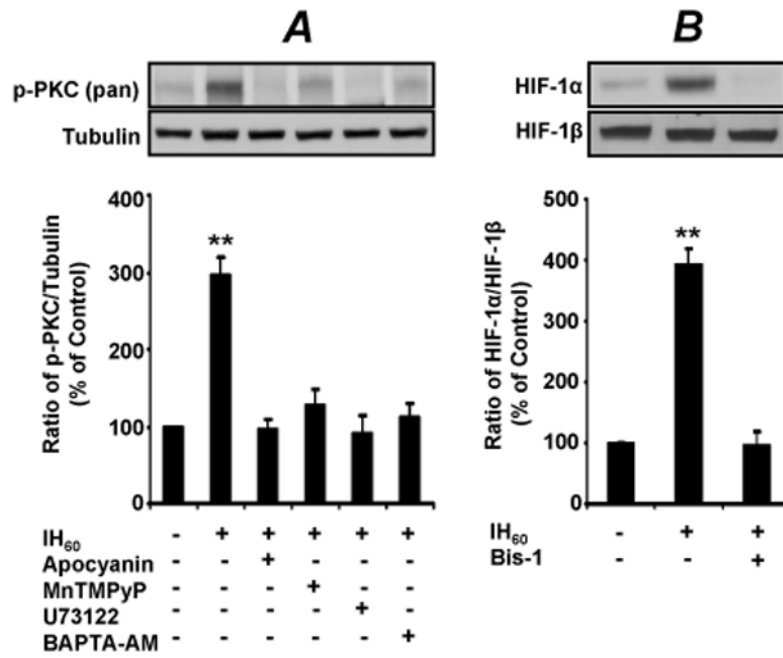 A
p-PKC (pan)
Tubulin
Ratio of p-PKC/Tubulin
(% of Control)
400
300
200
100
0
IH60 - + + + + +
Apocyanin - - + - - -
MnTMPyP - - - + - -
U73122 - - - - + -
BAPTA-AM - - - - - +
**
B
HIF-1α
HIF-1β
Ratio of HIF-1α/HIF-1β
(% of Control)
500
400
300
200
100
0
**
IH60 - + +
Bis-1 - - +